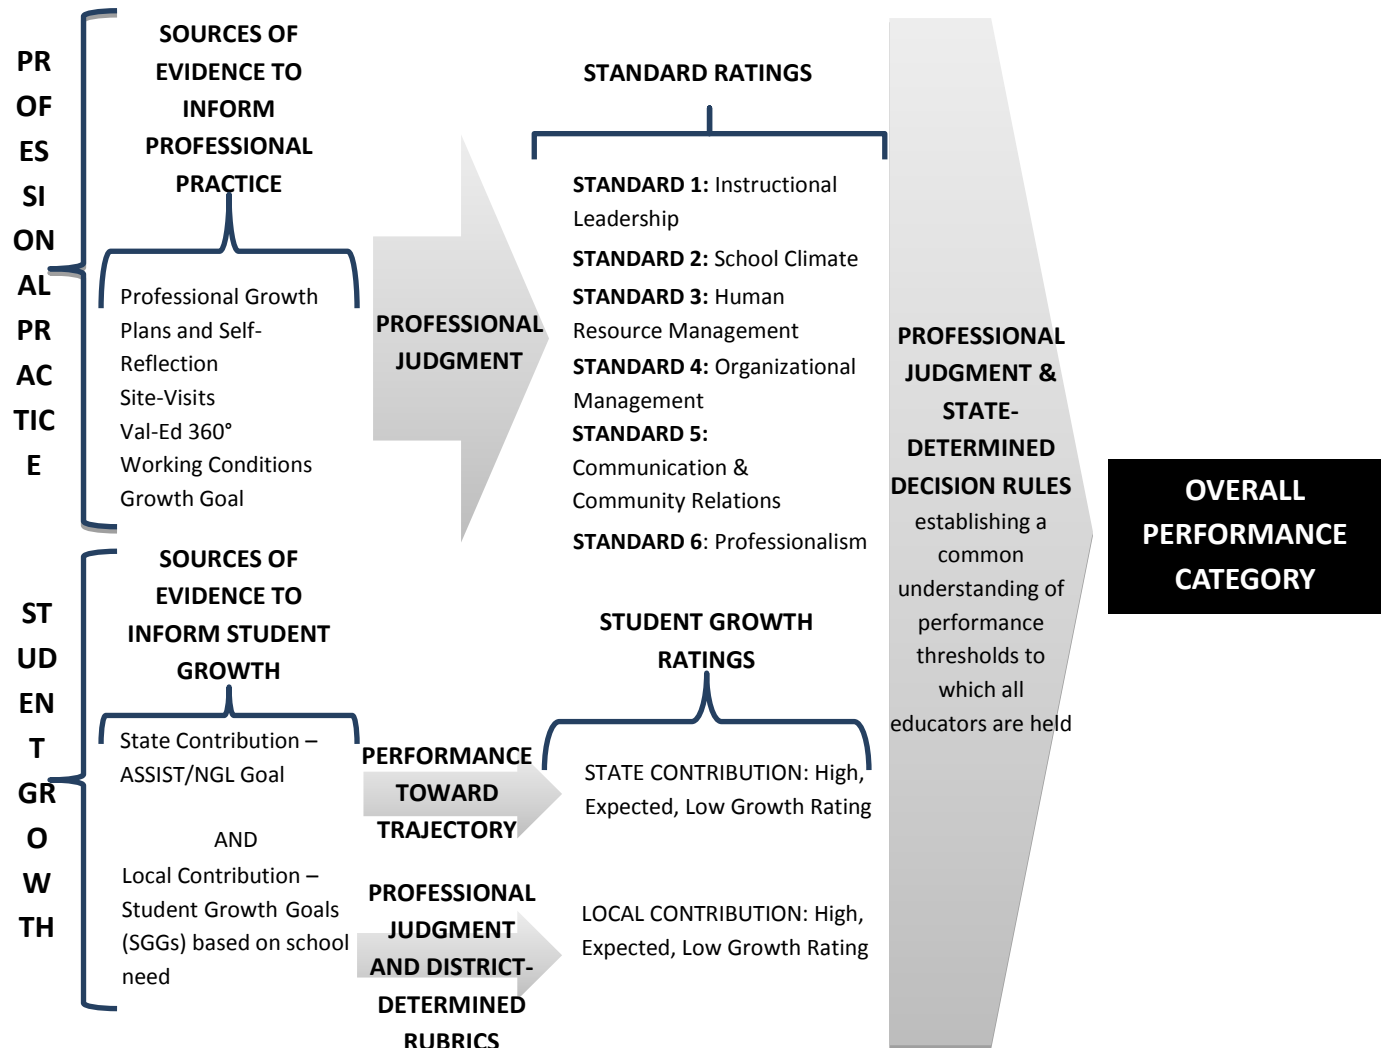 PR
OF
ES
SI
ON
AL
PR
AC
TIC
E
SOURCES OF
EVIDENCE TO
INFORM
PROFESSIONAL
PRACTICE
Professional Growth
Plans and Self-
Reflection
Site-Visits
Val-Ed 360°
Working Conditions
Growth Goal
PROFESSIONAL
JUDGMENT
STANDARD RATINGS
STANDARD 1: Instructional
Leadership
STANDARD 2: School Climate
STANDARD 3: Human
Resource Management
STANDARD 4: Organizational
Management
STANDARD 5:
Communication &
Community Relations
STANDARD 6: Professionalism
ST
UD
EN
T
GR
O
W
TH
SOURCES OF
EVIDENCE TO
INFORM STUDENT
GROWTH
State Contribution –
ASSIST/NGL Goal
AND
Local Contribution –
Student Growth Goals
(SGGs) based on school
need
PERFORMANCE
TOWARD
TRAJECTORY
PROFESSIONAL
JUDGMENT
AND DISTRICT-
DETERMINED
RUBRICS
STUDENT GROWTH
RATINGS
STATE CONTRIBUTION: High,
Expected, Low Growth Rating
LOCAL CONTRIBUTION: High,
Expected, Low Growth Rating
PROFESSIONAL
JUDGMENT &
STATE-
DETERMINED
DECISION RULES
establishing a
common
understanding of
performance
thresholds to
which all
educators are held
OVERALL
PERFORMANCE
CATEGORY